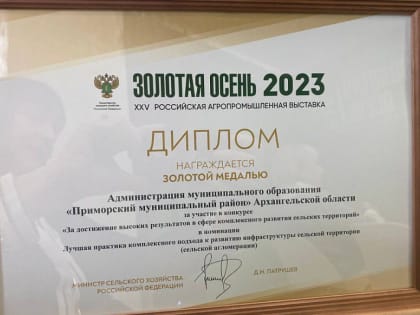 ЗОЛОТАЯ ОСЕНЬ 2023
XXV РОССИЙСКАЯ АГРОПРОМЫШЛЕННАЯ ВЫСТАВКА
ДИПЛОМ
НАГРАЖДАЕТСЯ
ЗОЛОТОЙ МЕДАЛЬЮ
Администрация муниципального образования
«Приморский муниципальный район» Архангельской области
за участие в конкурсе
«За достижение высоких результатов в сфере комплексного развития сельских территорий»
в номинации
Лучшая практика комплексного подхода к развитию инфраструктуры сельской территории
(сельской агломерации)
МИНИСТР СЕЛЬСКОГО ХОЗЯЙСТВА
РОССИЙСКОЙ ФЕДЕРАЦИИ
Д.Н. ПАТРУШЕВ